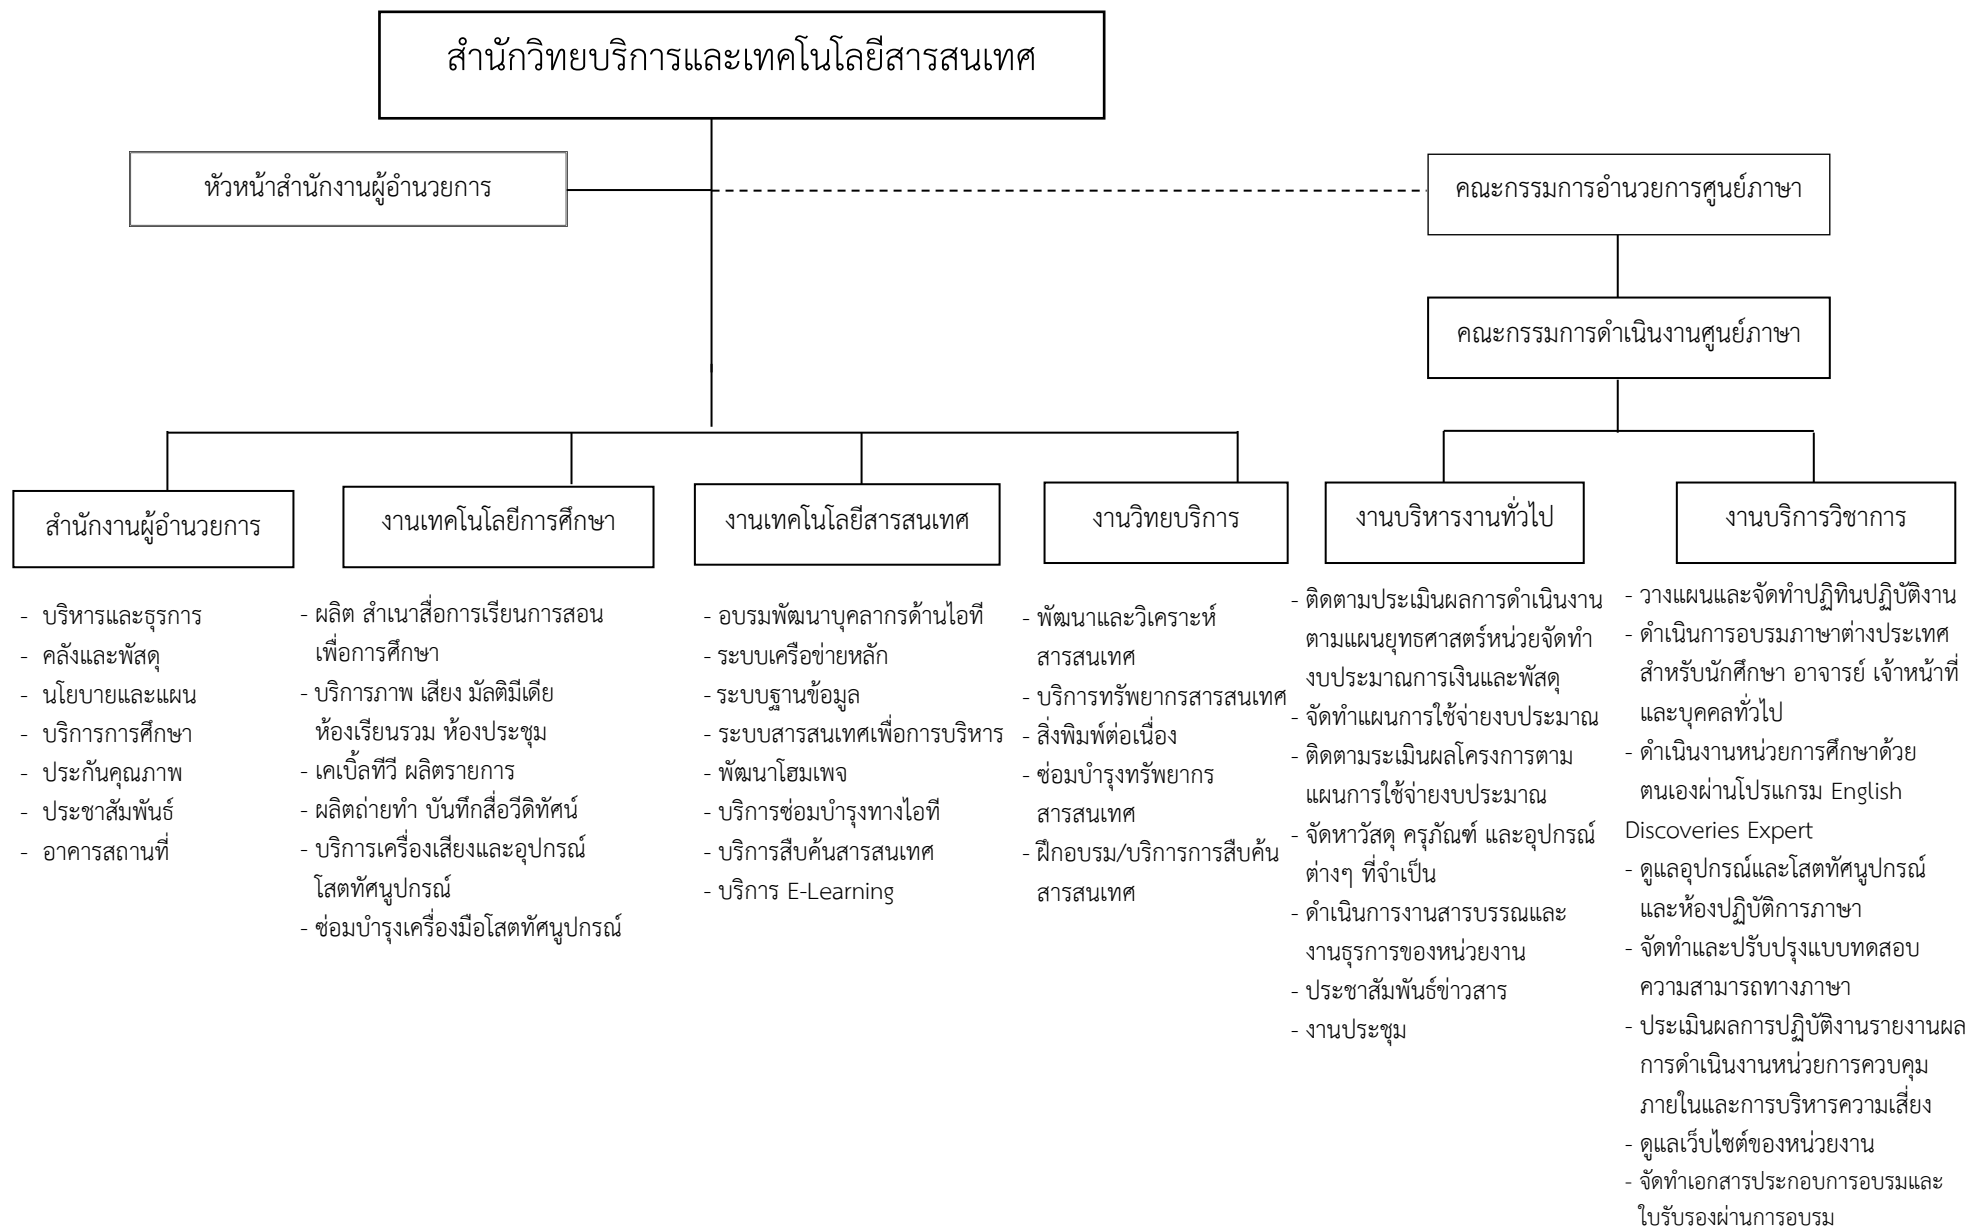 สำนักวิทยบริการและเทคโนโลยีสารสนเทศ
หัวหน้าสำนักงานผู้อำนวยการ
คณะกรรมการอำนวยการศูนย์ภาษา
คณะกรรมการดำเนินงานศูนย์ภาษา
สำนักงานผู้อำนวยการ
- บริหารและธุรการ
- คลังและพัสดุ
- นโยบายและแผน
- บริการการศึกษา
- ประกันคุณภาพ
- ประชาสัมพันธ์
- อาคารสถานที่
งานเทคโนโลยีการศึกษา
- ผลิต สำเนาสื่อการเรียนการสอน
เพื่อการศึกษา
- บริการภาพ เสียง มัลติมีเดีย
ห้องเรียนรวม ห้องประชุม
- เคเบิ้ลทีวี ผลิตรายการ
- ผลิตถ่ายทำ บันทึกสื่อวีดิทัศน์
- บริการเครื่องเสียงและอุปกรณ์
โสตทัศนูปกรณ์
- ซ่อมบำรุงเครื่องมือโสตทัศนูปกรณ์
งานเทคโนโลยีสารสนเทศ
- อบรมพัฒนาบุคลากรด้านไอที
- ระบบเครือข่ายหลัก
- ระบบฐานข้อมูล
- ระบบสารสนเทศเพื่อการบริหาร
- พัฒนาโฮมเพจ
- บริการซ่อมบำรุงทางไอที
- บริการสืบค้นสารสนเทศ
- บริการ E-Learning
งานวิทยบริการ
- พัฒนาและวิเคราะห์
สารสนเทศ
- บริการทรัพยากรสารสนเทศ
- สิ่งพิมพ์ต่อเนื่อง
- ซ่อมบำรุงทรัพยากร
สารสนเทศ
- ฝึกอบรม/บริการการสืบค้น
สารสนเทศ
งานบริหารงานทั่วไป
- ติดตามประเมินผลการดำเนินงาน
ตามแผนยุทธศาสตร์หน่วยจัดทำ
งบประมาณการเงินและพัสดุ
- จัดทำแผนการใช้จ่ายงบประมาณ
- ติดตามระเมินผลโครงการตาม
แผนการใช้จ่ายงบประมาณ
- จัดหาวัสดุ ครุภัณฑ์ และอุปกรณ์
ต่างๆ ที่จำเป็น
- ดำเนินการงานสารบรรณและ
งานธุรการของหน่วยงาน
- ประชาสัมพันธ์ข่าวสาร
- งานประชุม
งานบริการวิชาการ
- วางแผนและจัดทำปฏิทินปฏิบัติงาน
- ดำเนินการอบรมภาษาต่างประเทศ
สำหรับนักศึกษา อาจารย์ เจ้าหน้าที่
และบุคคลทั่วไป
- ดำเนินงานหน่วยการศึกษาด้วย
ตนเองผ่านโปรแกรม English
Discoveries Expert
- ดูแลอุปกรณ์และโสตทัศนูปกรณ์
และห้องปฏิบัติการภาษา
- จัดทำและปรับปรุงแบบทดสอบ
ความสามารถทางภาษา
- ประเมินผลการปฏิบัติงานรายงานผล
การดำเนินงานหน่วยการควบคุม
ภายในและการบริหารความเสี่ยง
- ดูแลเว็บไซต์ของหน่วยงาน
- จัดทำเอกสารประกอบการอบรมและ
ใบรับรองผ่านการอบรม